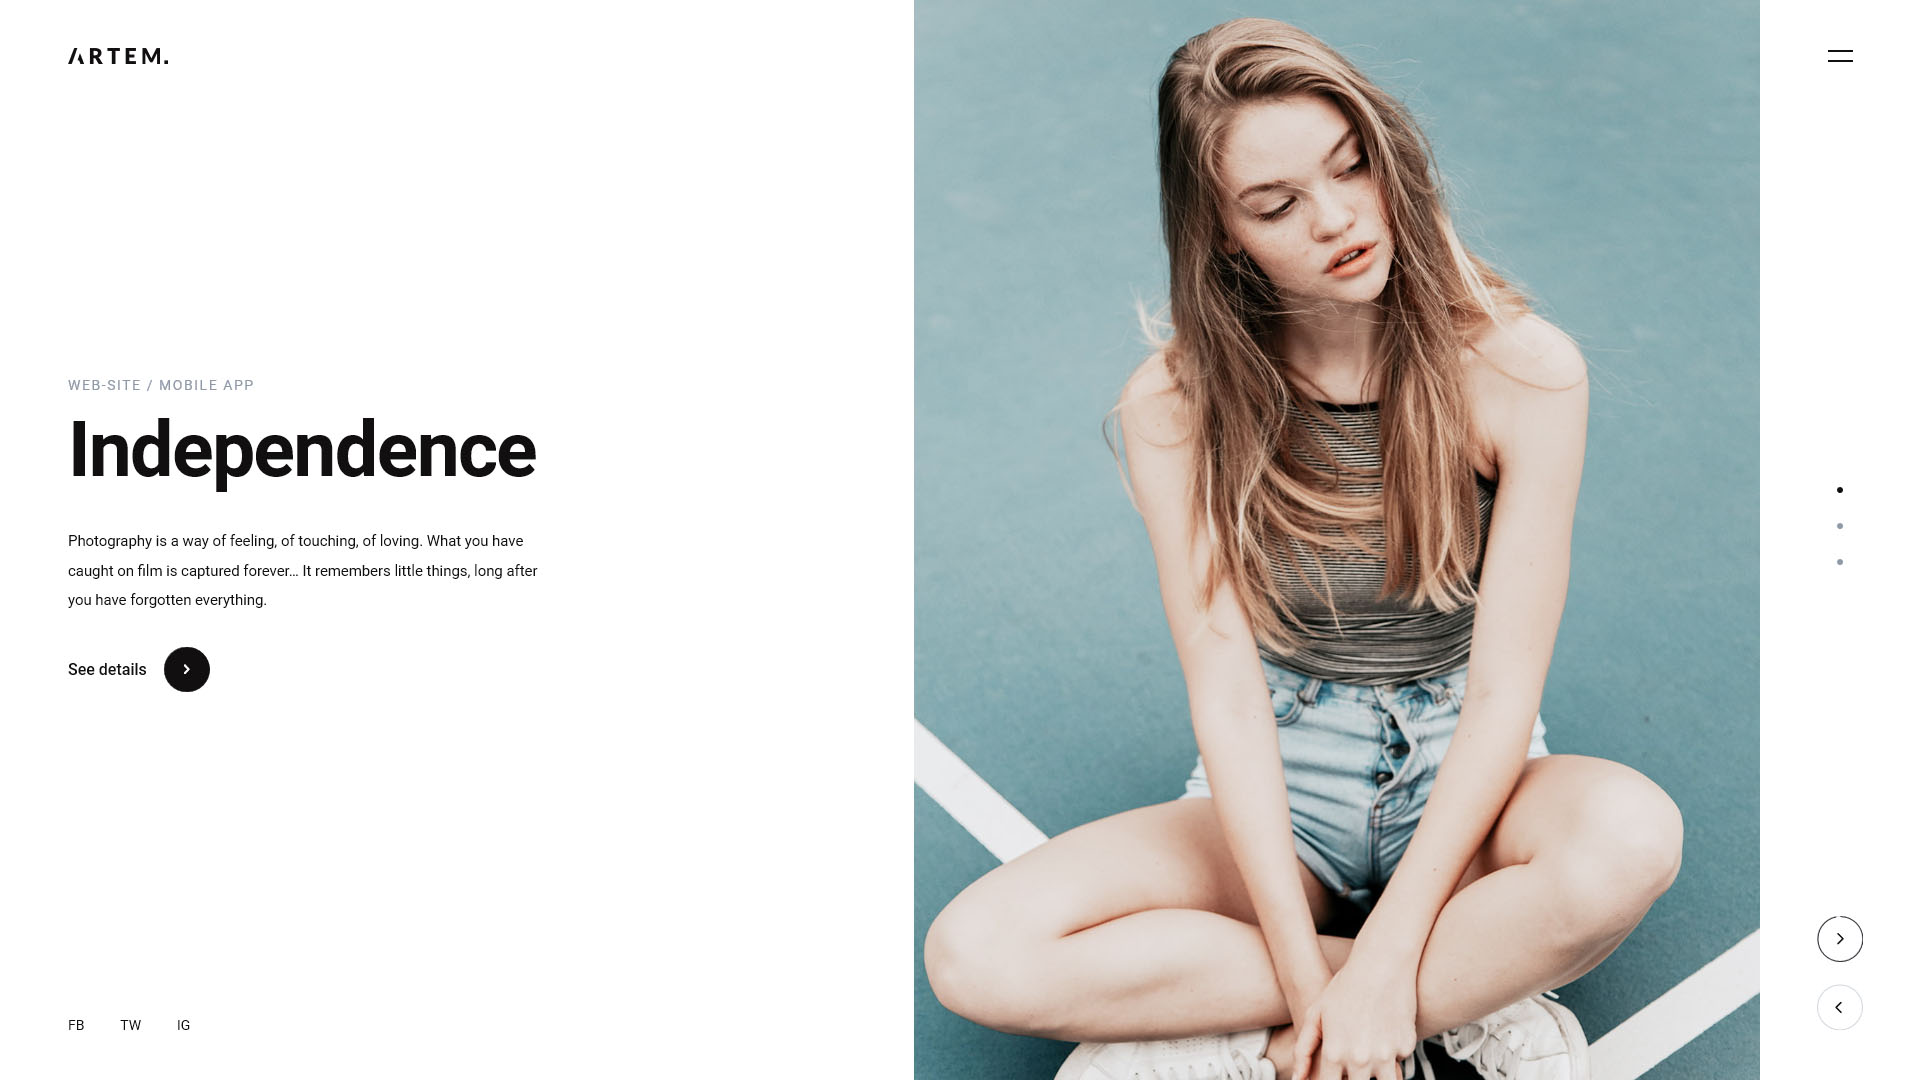 ARTEM.
WEB-SITE / MOBILE APP
Independence
Photography is a way of feeling, of touching, of loving. What you have
caught on film is captured forever… It remembers little things, long after
you have forgotten everything.
See details
FB TW IG